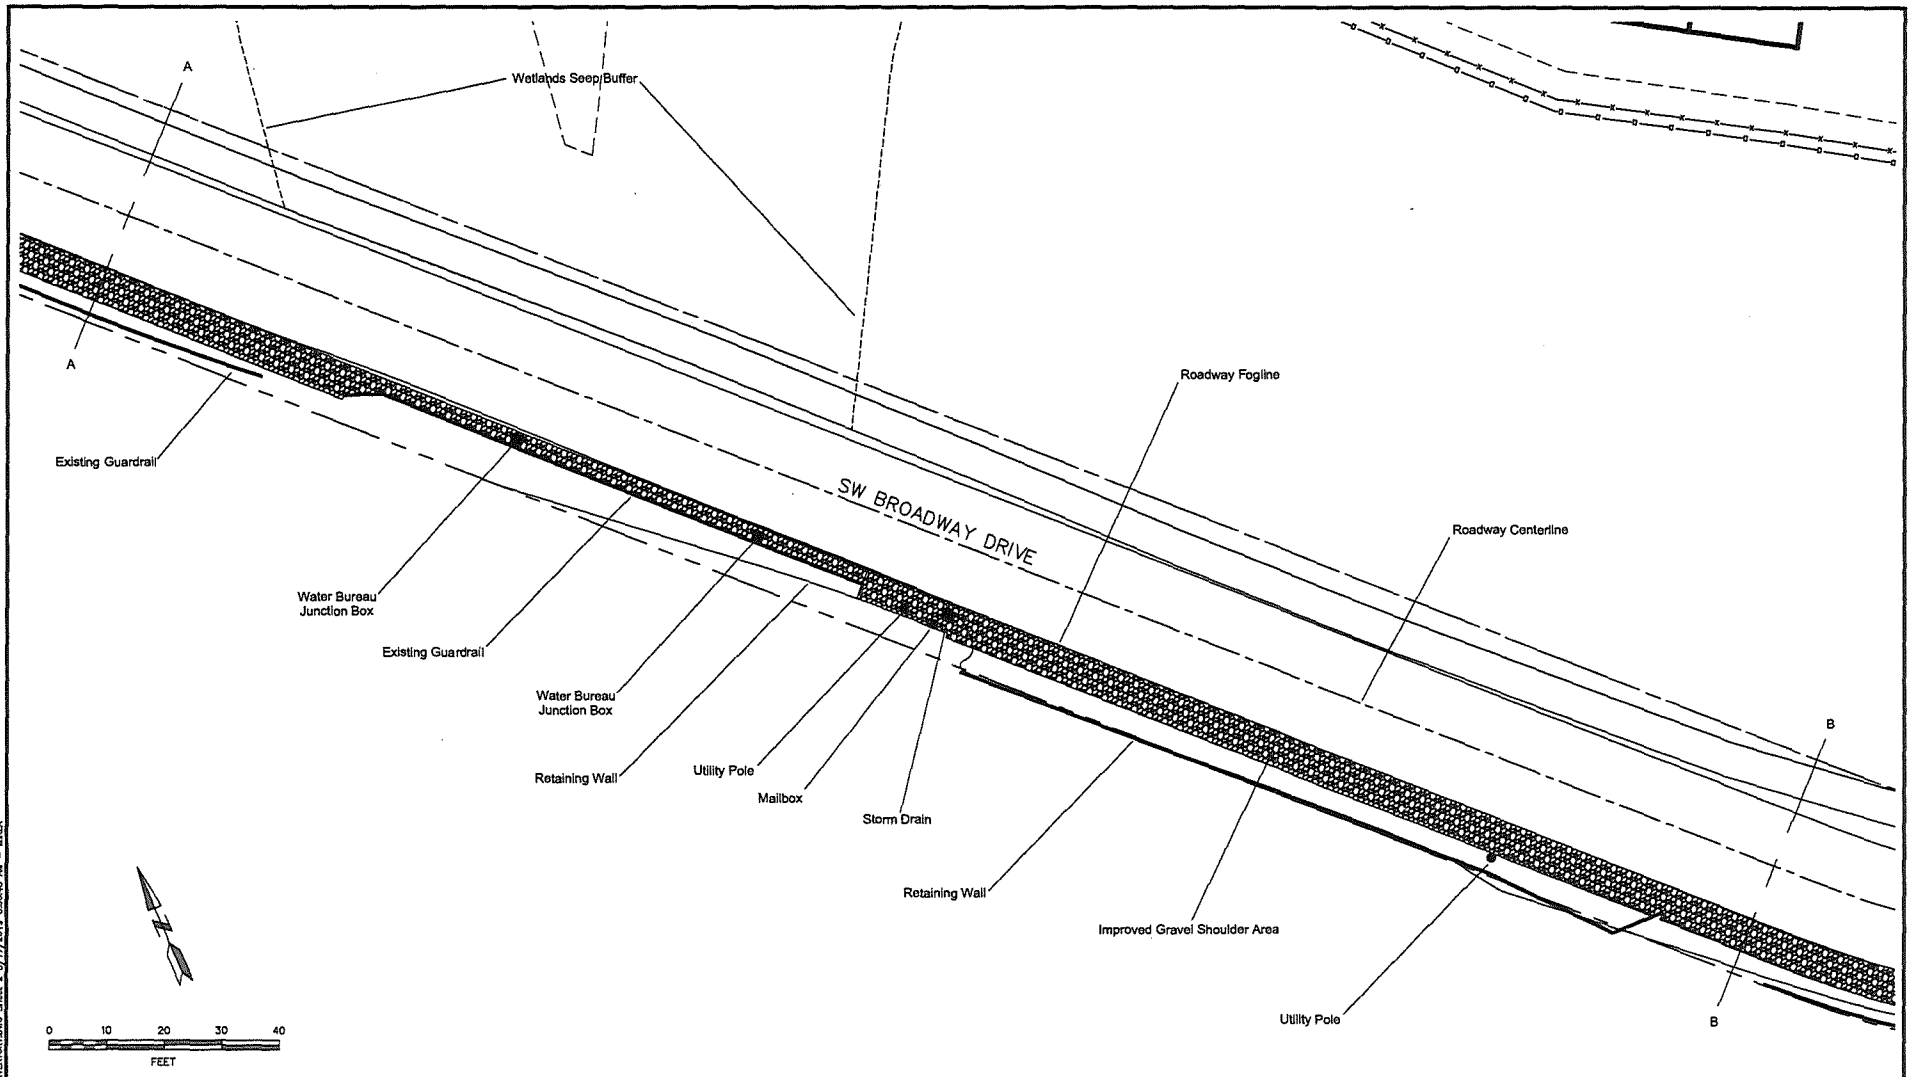 A
Wetlands Seep Buffer
Roadway Fogline
A
Existing Guardrail
SW BROADWAY DRIVE
Roadway Centerline
Water Bureau
Junction Box
Existing Guardrail
Water Bureau
Junction Box
B
Retaining Wall
Utility Pole
Mailbox
Storm Drain
Retaining Wall
Improved Gravel Shoulder Area
N
Utility Pole
B
0 10 20 30 40
FEET